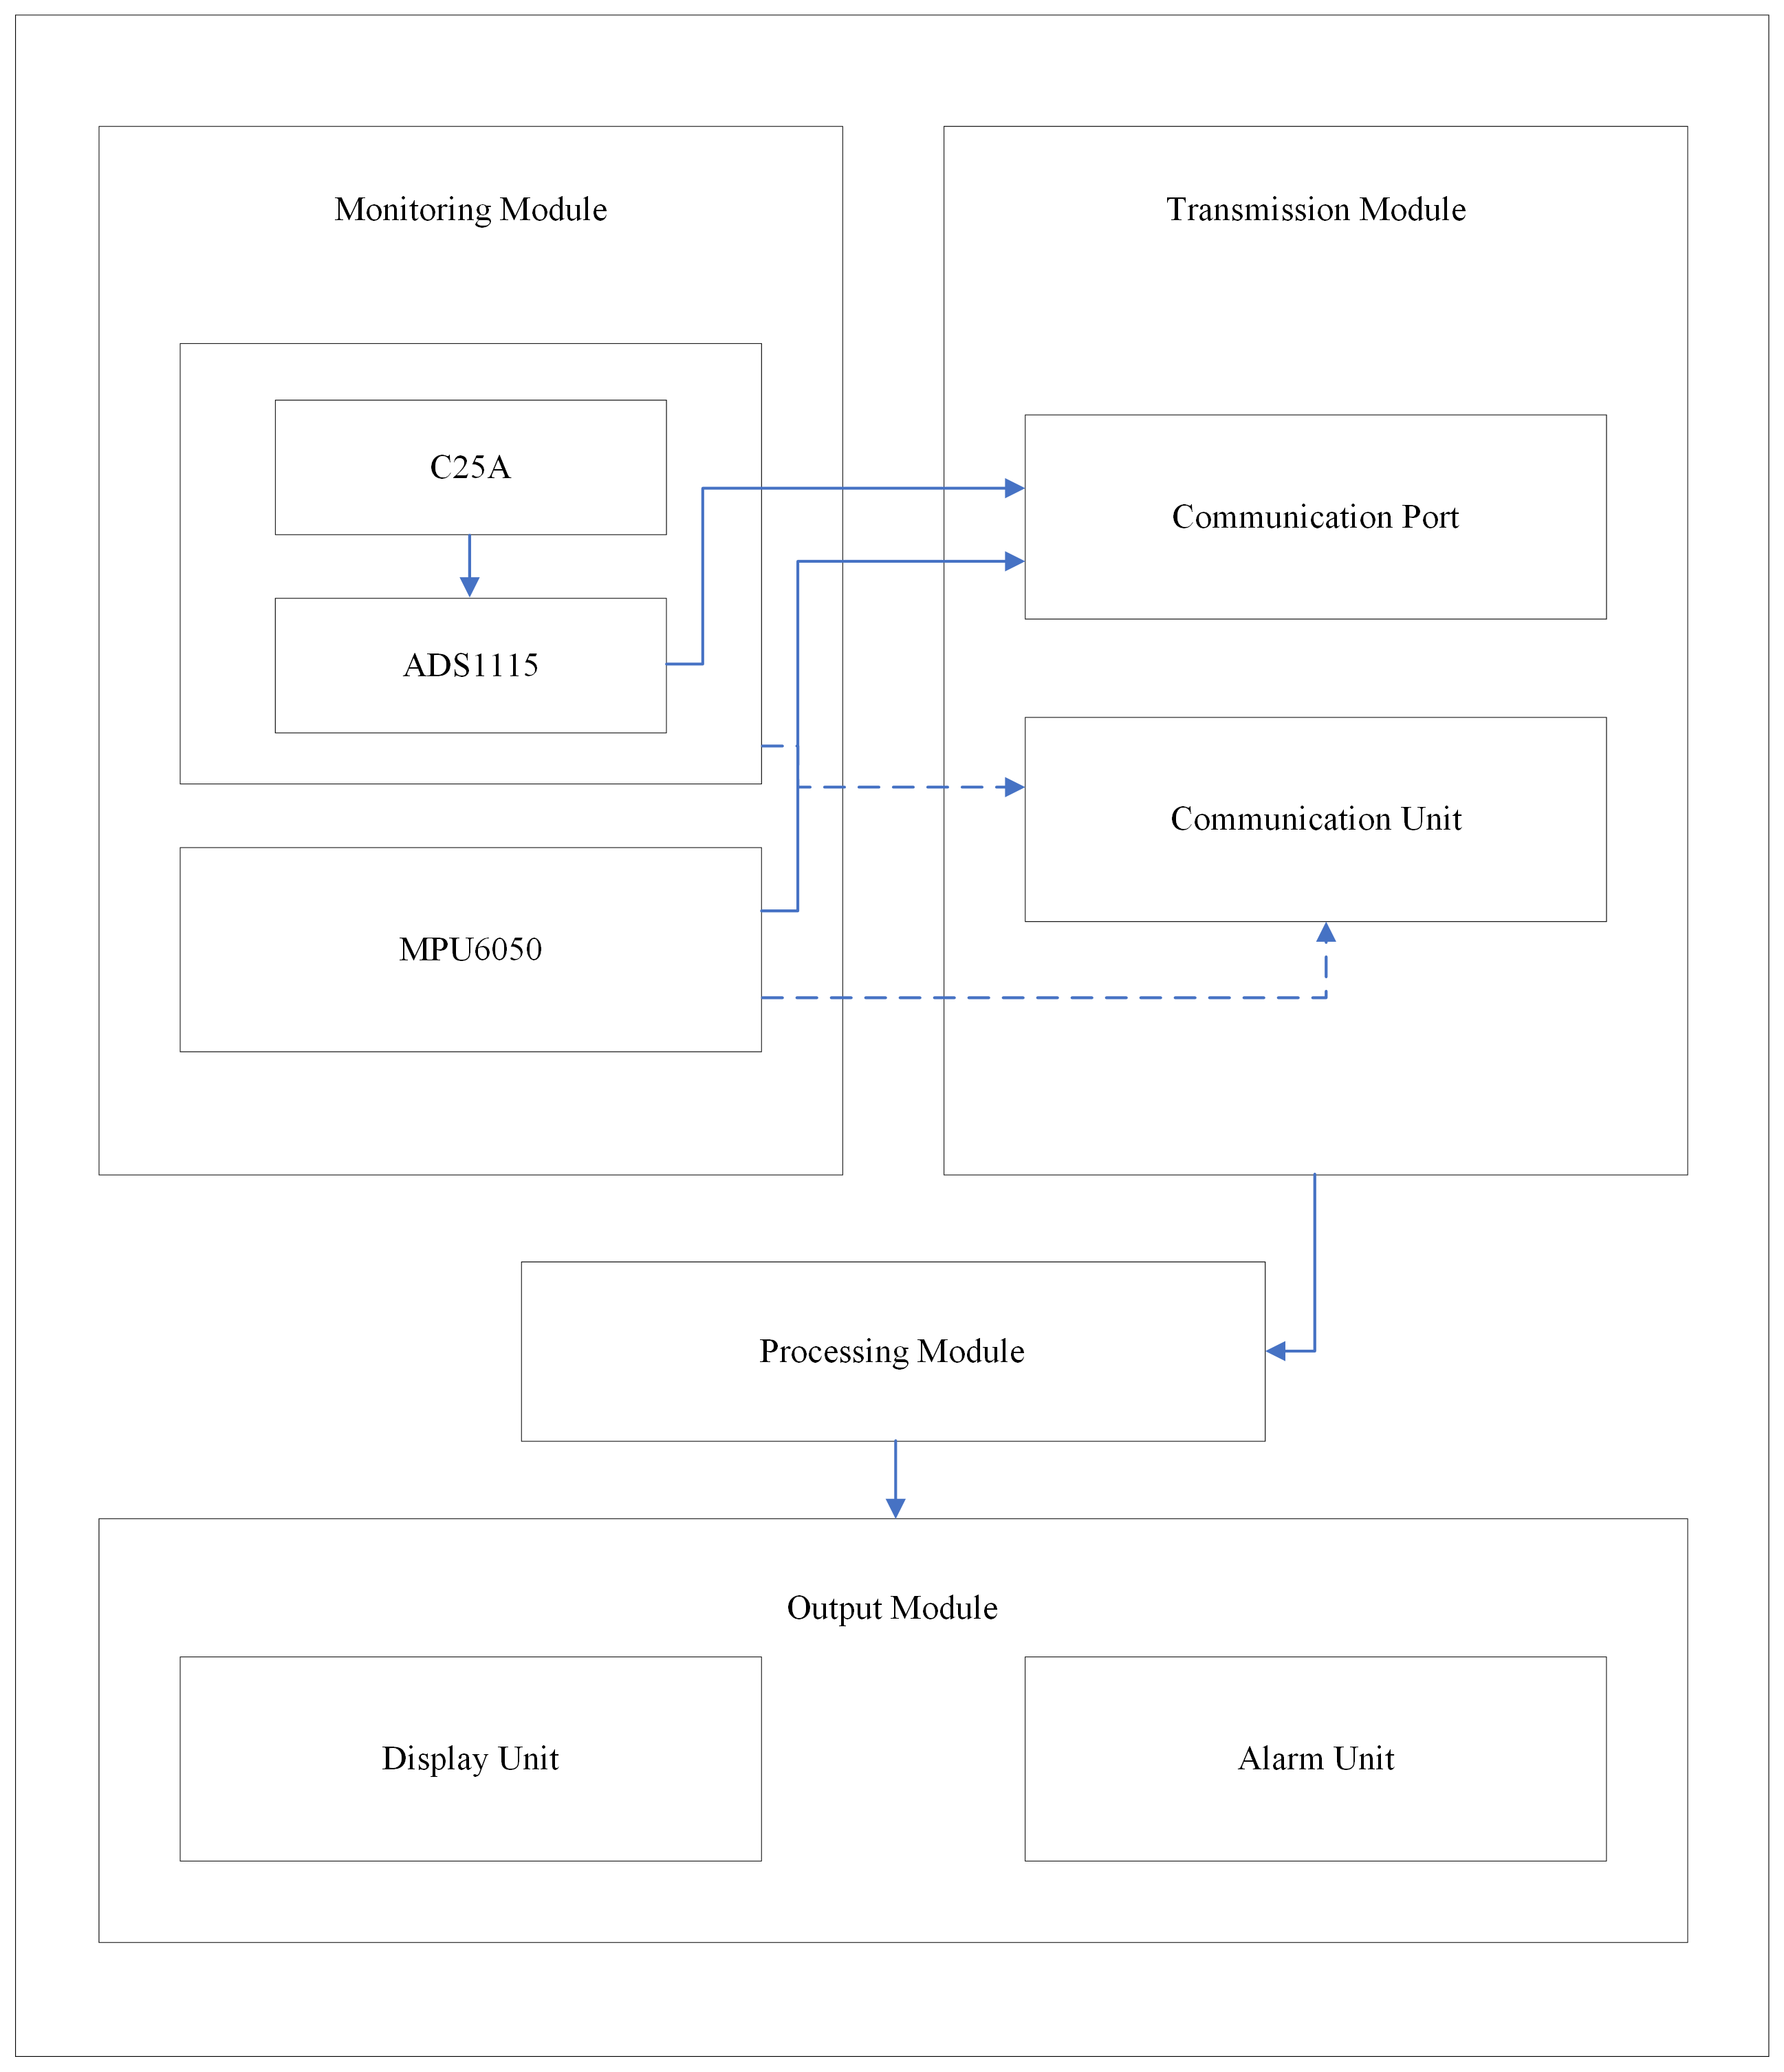 Monitoring Module
Transmission Module
C25A
Communication Port
ADS1115
Communication Unit
MPU6050
Processing Module
Output Module
Display Unit
Alarm Unit